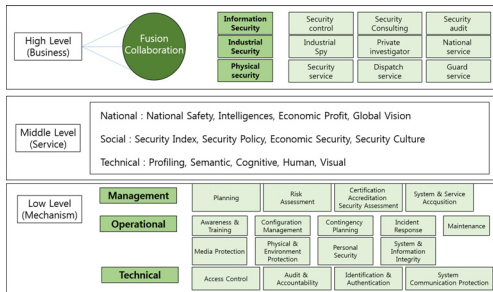 High Level
(Business)
Fusion
Collaboration
Information
Security
Security
control
Security
Consulting
Security
audit
Industrial
Security
Industrial
Spy
Private
investigator
National
service
Physical
security
Security
service
Dispatch
service
Guard
service
Middle Level
(Service)
National : National Safety, Intelligences, Economic Profit, Global Vision
Social : Security Index, Security Policy, Economic Security, Security Culture
Technical : Profiling, Semantic, Cognitive, Human, Visual
Low Level
(Mechanism)
Management
Planning
Risk
Assessment
Certification
Accreditation
Security Assessment
System & Service
Accqusition
Operational
Awareness &
Training
Configuration
Management
Contingency
Planning
Incident
Response
Maintenance
Media Protection
Physical &
Environment
Protection
Personal
Security
System &
Information
Integrity
Technical
Access Control
Audit &
Accountability
Identification &
Authentication
System
Communication Protection